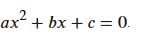 ax² + bx + c = 0.